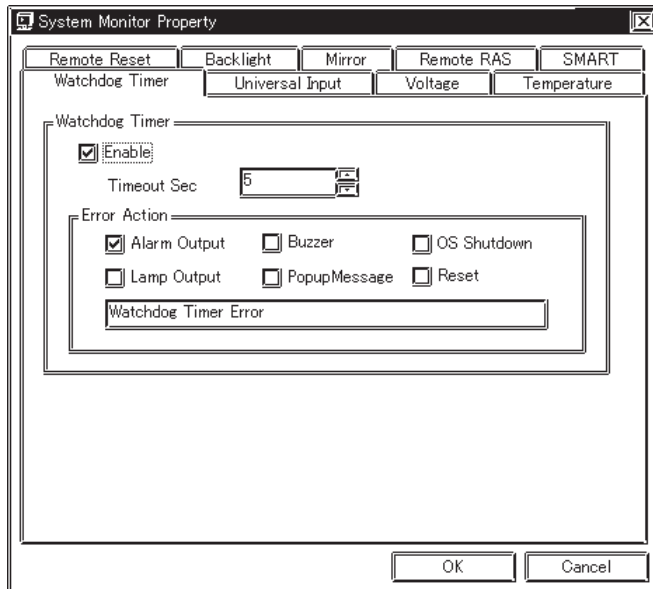 System Monitor Property
Remote Reset Backlight Mirror Remote RAS SMART
Watchdog Timer Universal Input Voltage Temperature
Watchdog Timer
Enable
Timeout Sec 5
Error Action
Alarm Output Buzzer OS Shutdown
Lamp Output PopupMessage Reset
Watchdog Timer Error
OK Cancel